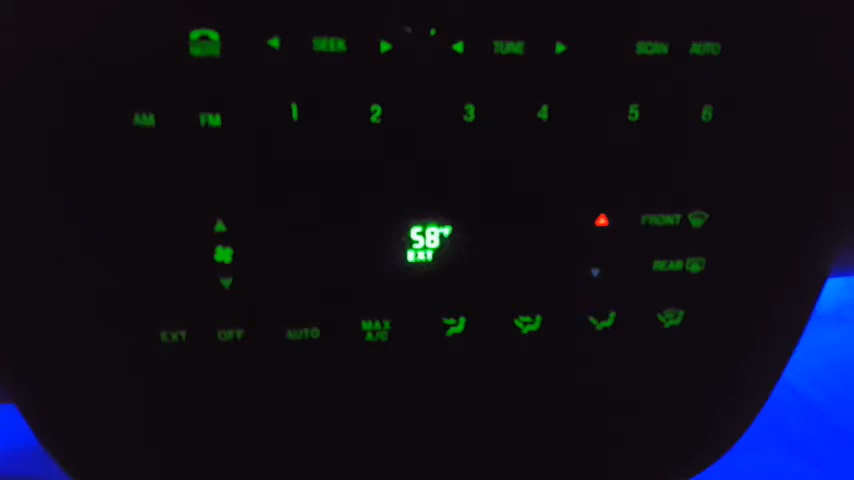 SEEK TUNE SCAN AUTO
AM FM 1 2 3 4 5 6
FRONT
58°F
EXT
REAR
EXT OFF AUTO MAX A/C